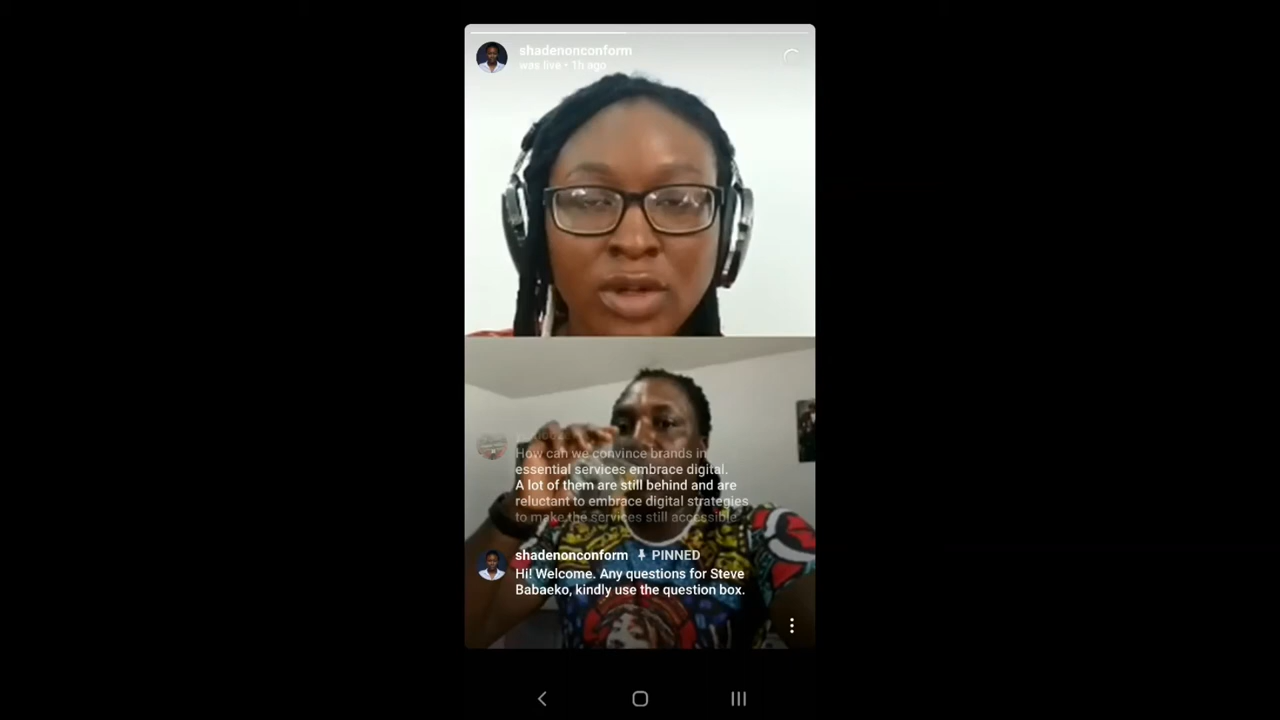 shadenonconform
was live • 1h ago
How can we convince brands in
essential services embrace digital.
A lot of them are still behind and are
reluctant to embrace digital strategies
to make the services still accessible
shadenonconform PINNED
Hi! Welcome. Any questions for Steve
Babaeko, kindly use the question box.